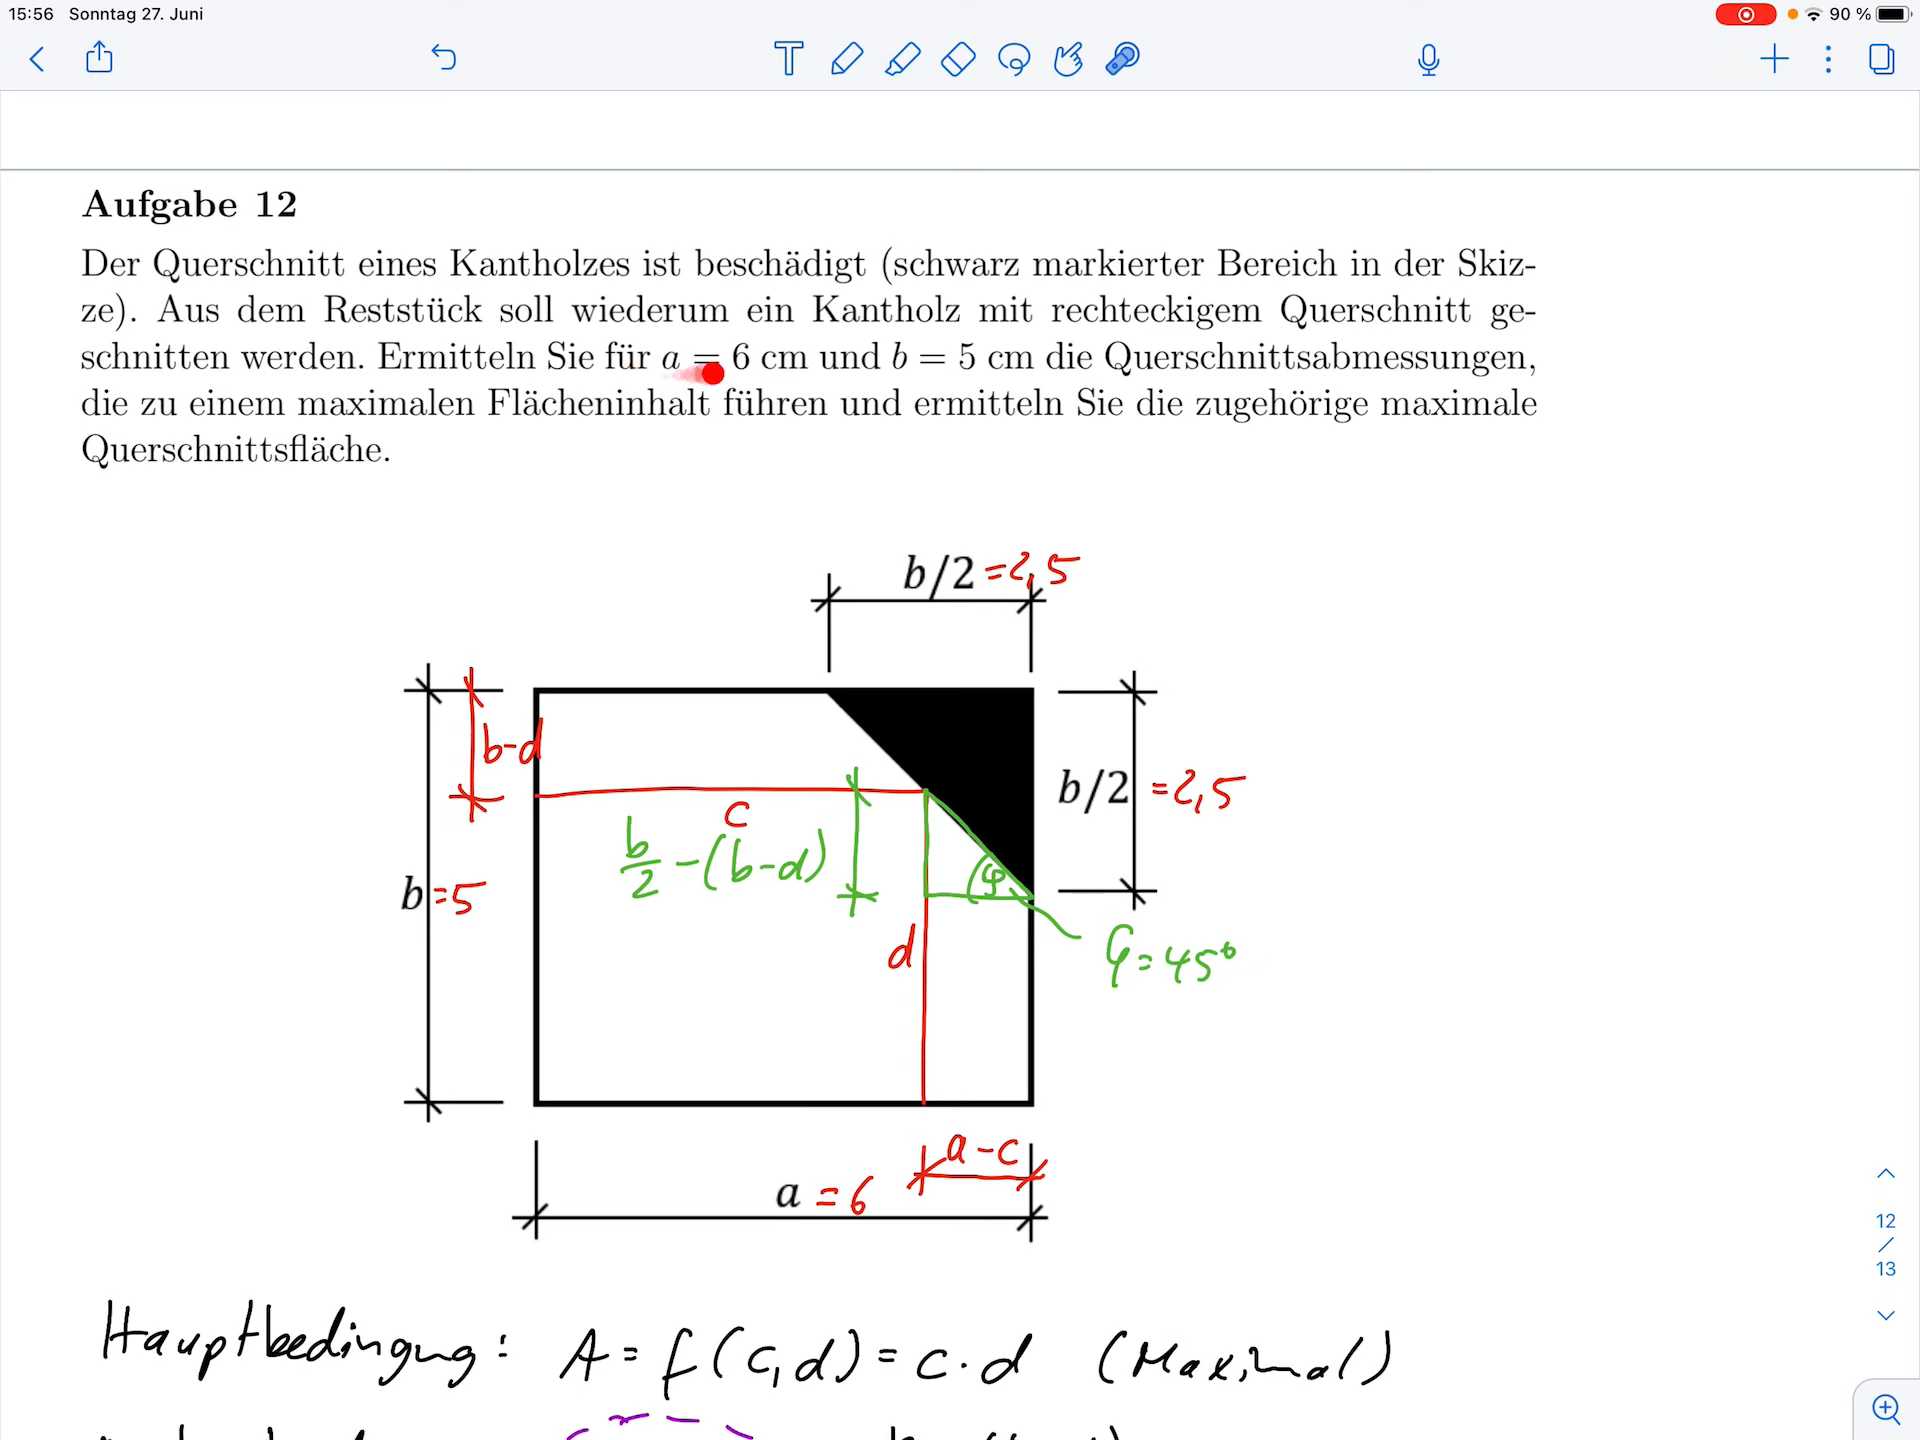 15:56 Sonntag 27. Juni
90 %
Aufgabe 12
Der Querschnitt eines Kantholzes ist beschädigt (schwarz markierter Bereich in der Skiz-
ze). Aus dem Reststück soll wiederum ein Kantholz mit rechteckigem Querschnitt ge-
schnitten werden. Ermitteln Sie für a = 6 cm und b = 5 cm die Querschnittsabmessungen,
die zu einem maximalen Flächeninhalt führen und ermitteln Sie die zugehörige maximale
Querschnittsfläche.
b/2 = 2,5
b-d
b/2 = 2,5
c
b/2 - (b-d)
φ
b = 5
d
φ = 45°
a - c
a = 6
12
/
13
Hauptbedingung: A = f(c,d) = c · d (Maximal)